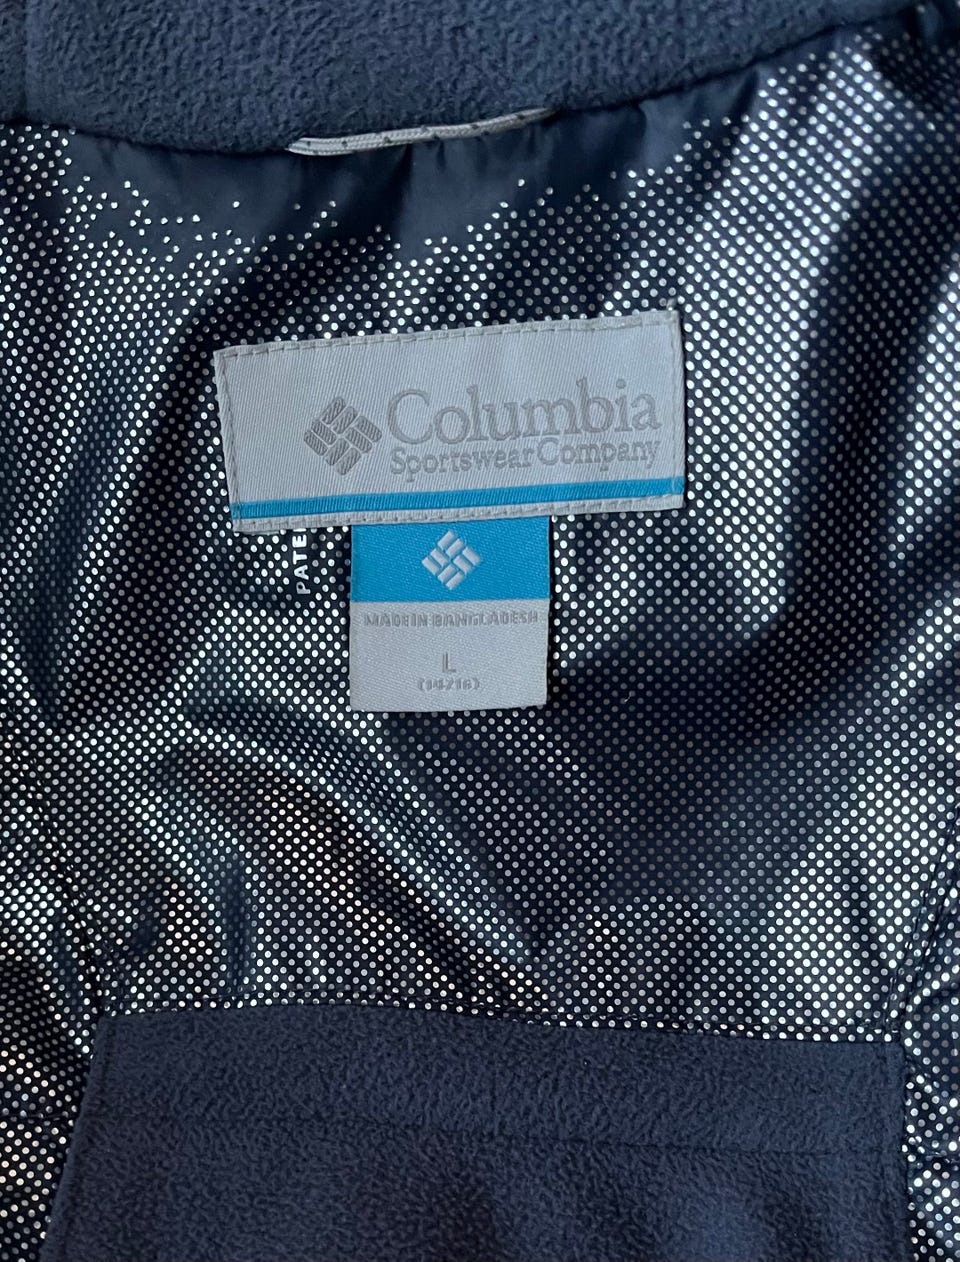 Columbia
Sportswear Company
PATE
MADE IN BANGLADESH
L
(14/16)